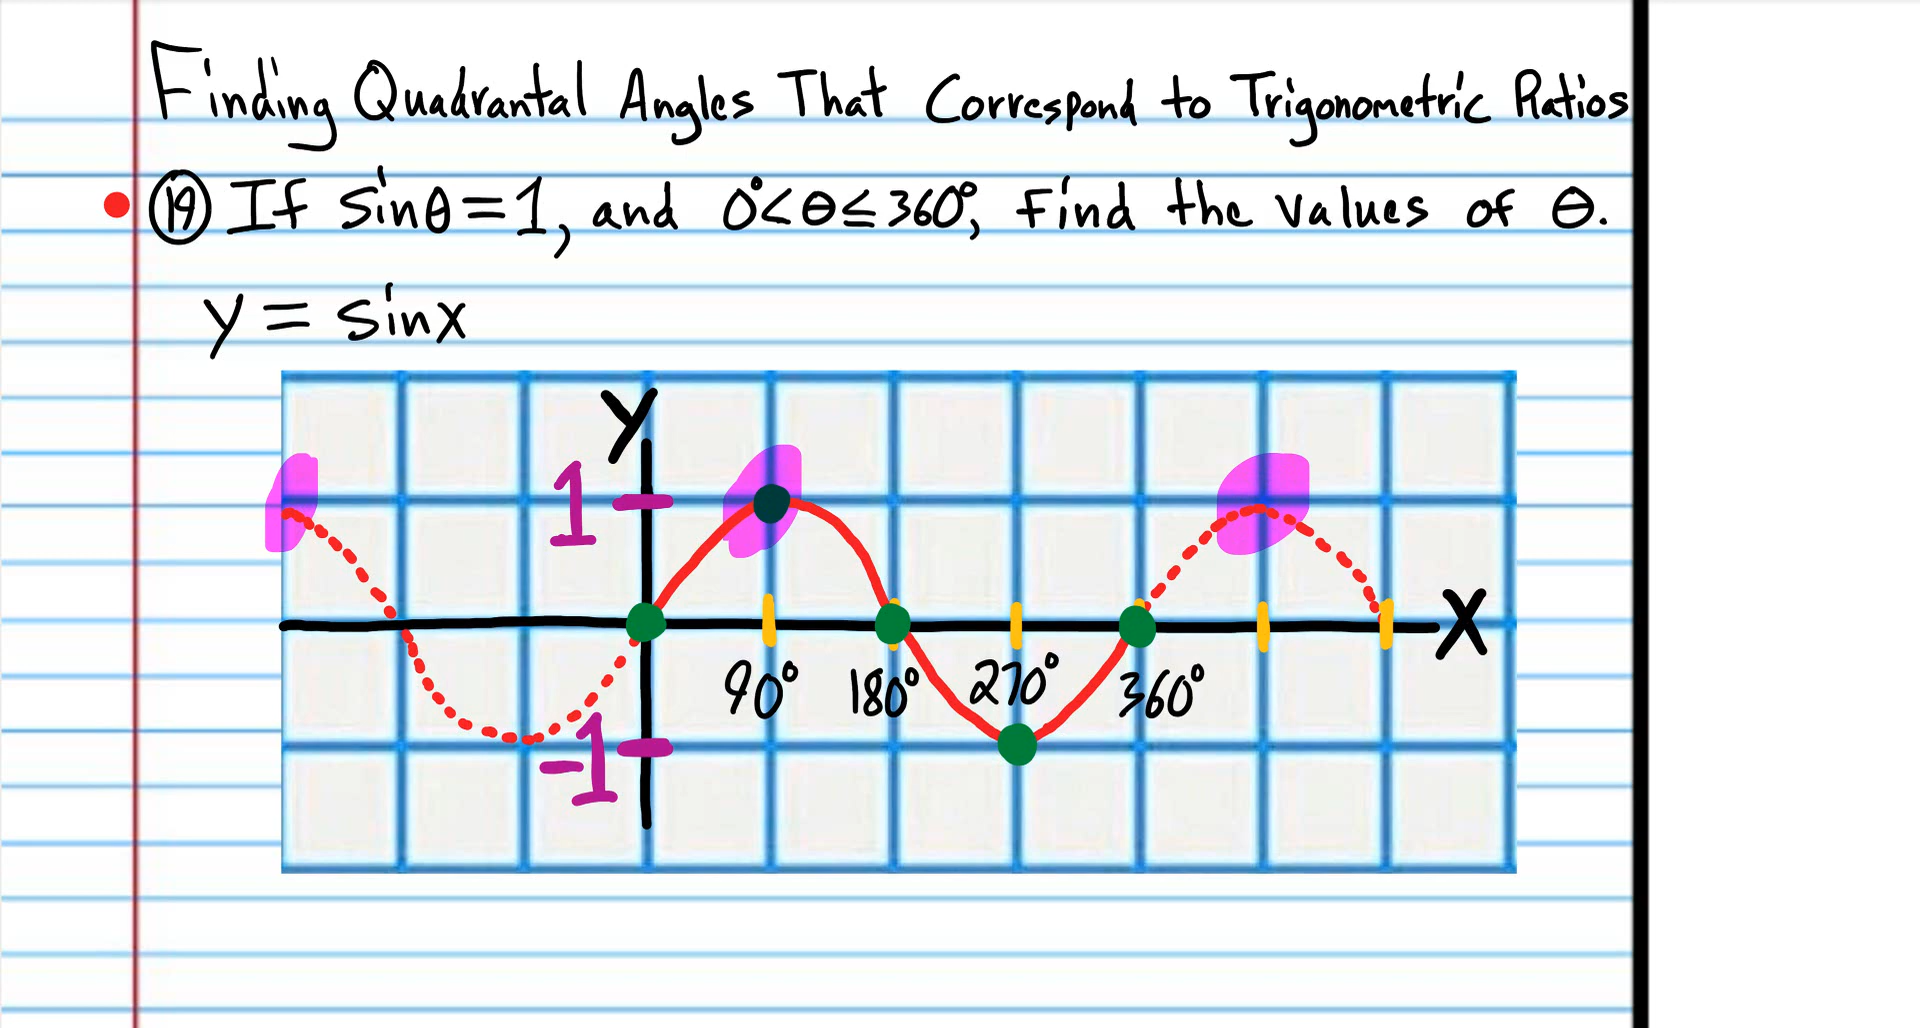 Finding Quadrantal Angles That Correspond to Trigonometric Ratios
⑲ If sinθ=1, and 0°<θ≤360°, find the values of θ.
y = sinx
y
1
x
90° 180° 270° 360°
-1